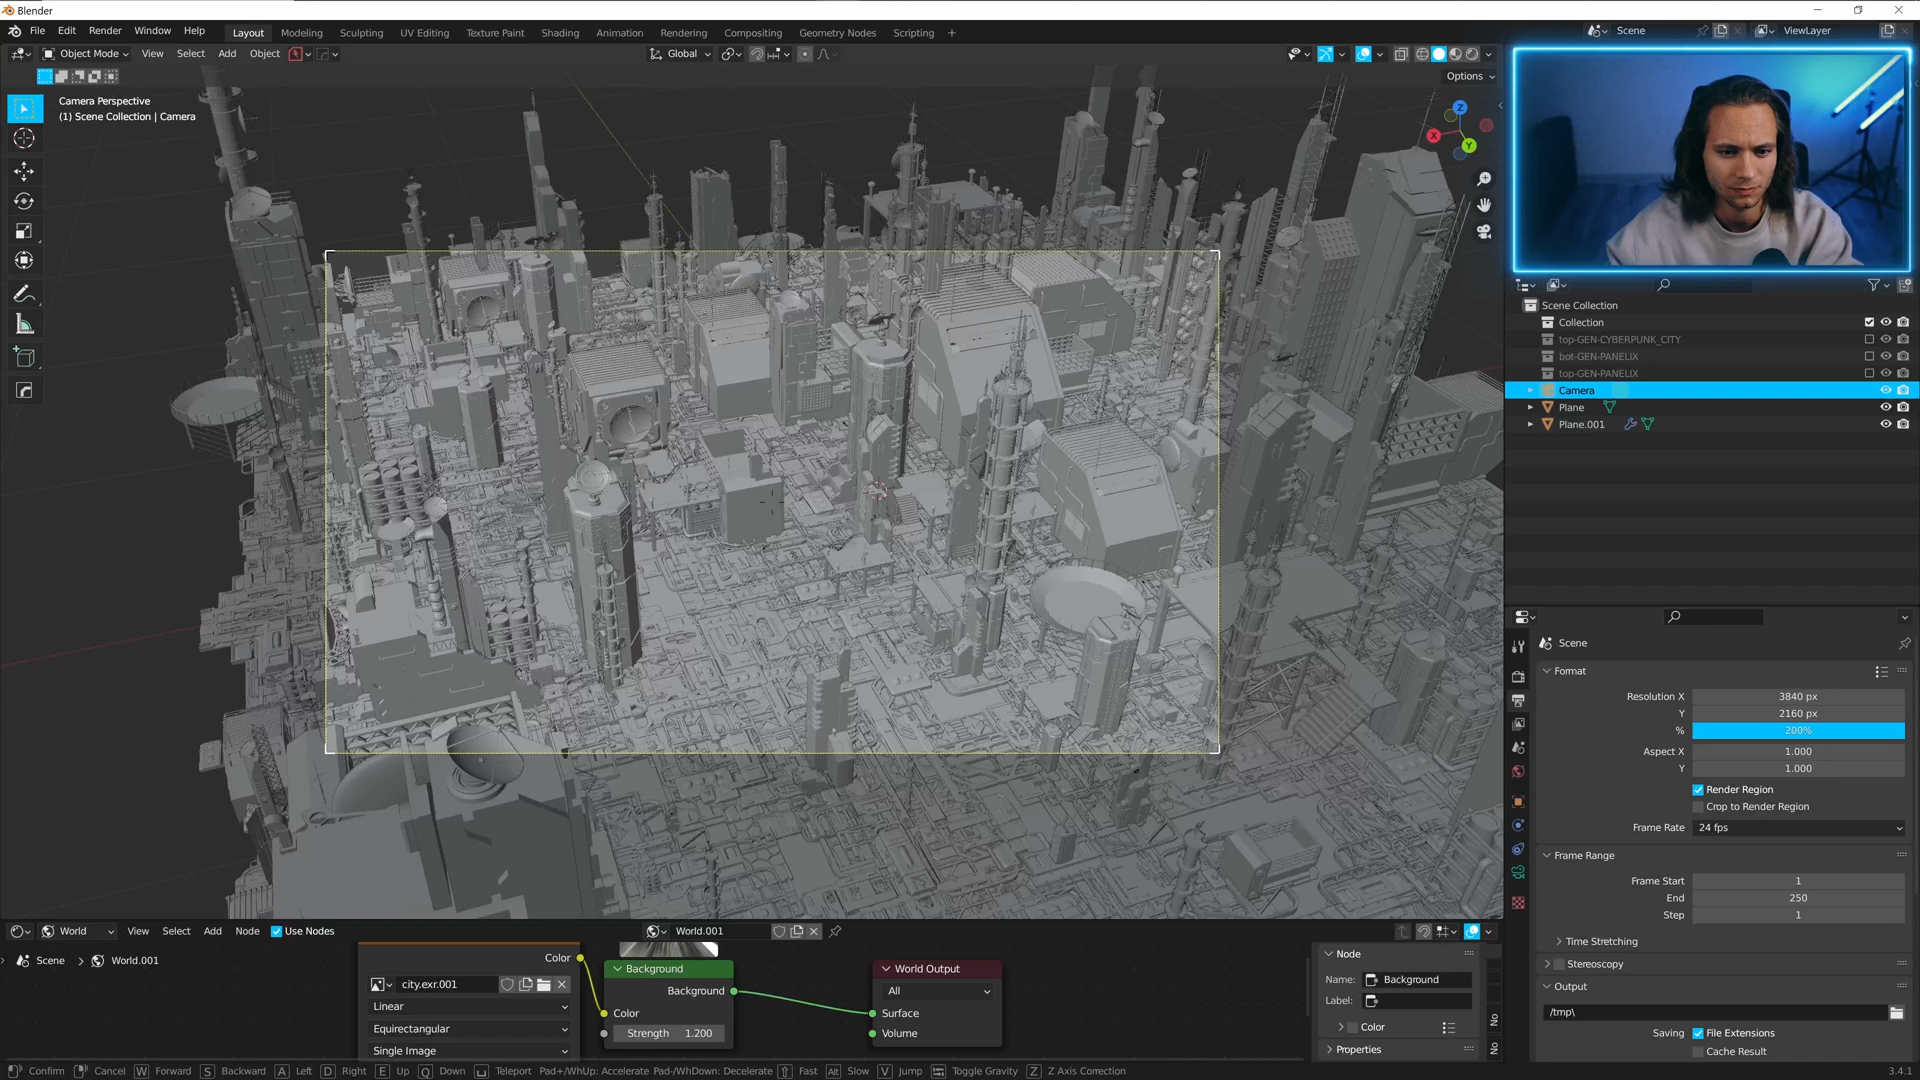 Blender
File Edit Render Window Help
Layout Modeling Sculpting UV Editing Texture Paint Shading Animation Rendering Compositing Geometry Nodes Scripting +
Scene
ViewLayer
Object Mode View Select Add Object
Global
Options
Camera Perspective
(1) Scene Collection | Camera
Z
X
Y
Scene Collection
Collection
top-GEN-CYBERPUNK_CITY
bot-GEN-PANELIX
top-GEN-PANELIX
Camera
Plane
Plane.001
Scene
Format
Resolution X 3840 px
Y 2160 px
% 200%
Aspect X 1.000
Y 1.000
Render Region
Crop to Render Region
Frame Rate 24 fps
Frame Range
Frame Start 1
End 250
Step 1
Time Stretching
Stereoscopy
Output
/tmp\
Saving File Extensions
Cache Result
World View Select Add Node Use Nodes
World.001
Scene > World.001
Color
city.exr.001
Linear
Equirectangular
Single Image
Background
Background
Color
Strength 1.200
World Output
All
Surface
Volume
Node
Name: Background
Label:
Color
Properties
No
No
Confirm Cancel W Forward S Backward A Left D Right E Up Q Down Teleport Pad+/WhUp: Accelerate Pad-/WhDown: Decelerate Fast Alt Slow V Jump Toggle Gravity Z Z Axis Correction
3.4.1